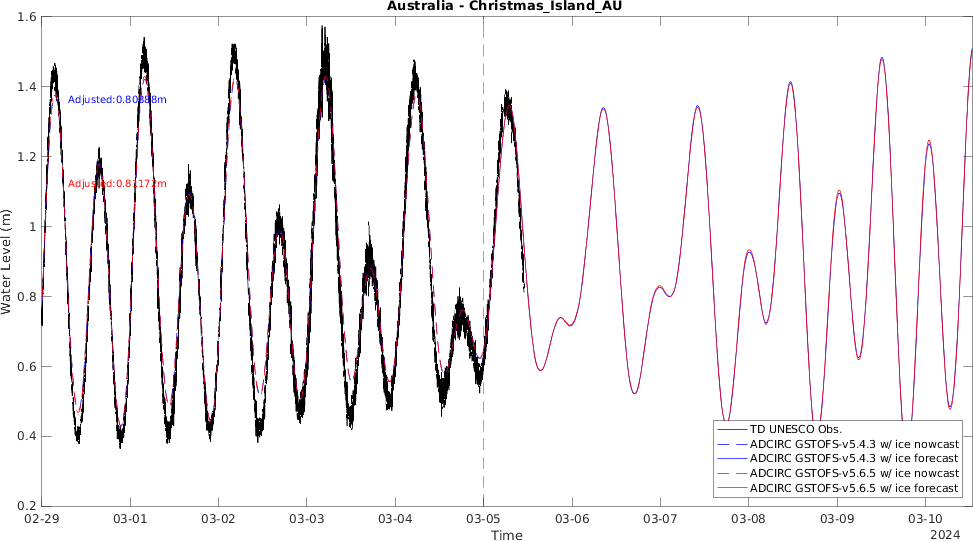 Australia - Christmas_Island_AU
1.6
1.4
1.2
1
0.8
0.6
0.4
0.2
Water Level (m)
Adjusted:0.80888m
Adjusted:0.81172m
TD UNESCO Obs.
ADCIRC GSTOFS-v5.4.3 w/ ice nowcast
ADCIRC GSTOFS-v5.4.3 w/ ice forecast
ADCIRC GSTOFS-v5.6.5 w/ ice nowcast
ADCIRC GSTOFS-v5.6.5 w/ ice forecast
02-29 03-01 03-02 03-03 03-04 03-05 03-06 03-07 03-08 03-09 03-10
Time
2024